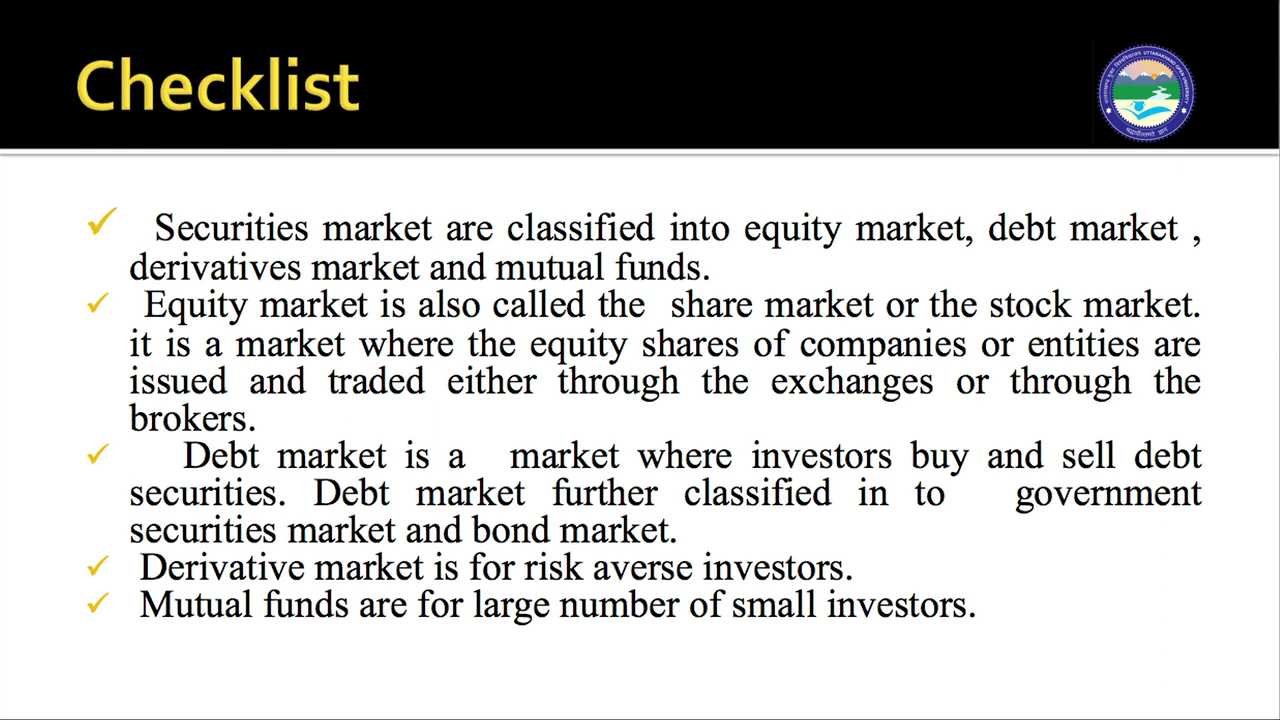 Checklist
UTTARAKHAND OPEN UNIVERSITY
Securities market are classified into equity market, debt market ,
derivatives market and mutual funds.
Equity market is also called the share market or the stock market.
it is a market where the equity shares of companies or entities are
issued and traded either through the exchanges or through the
brokers.
Debt market is a market where investors buy and sell debt
securities. Debt market further classified in to government
securities market and bond market.
Derivative market is for risk averse investors.
Mutual funds are for large number of small investors.